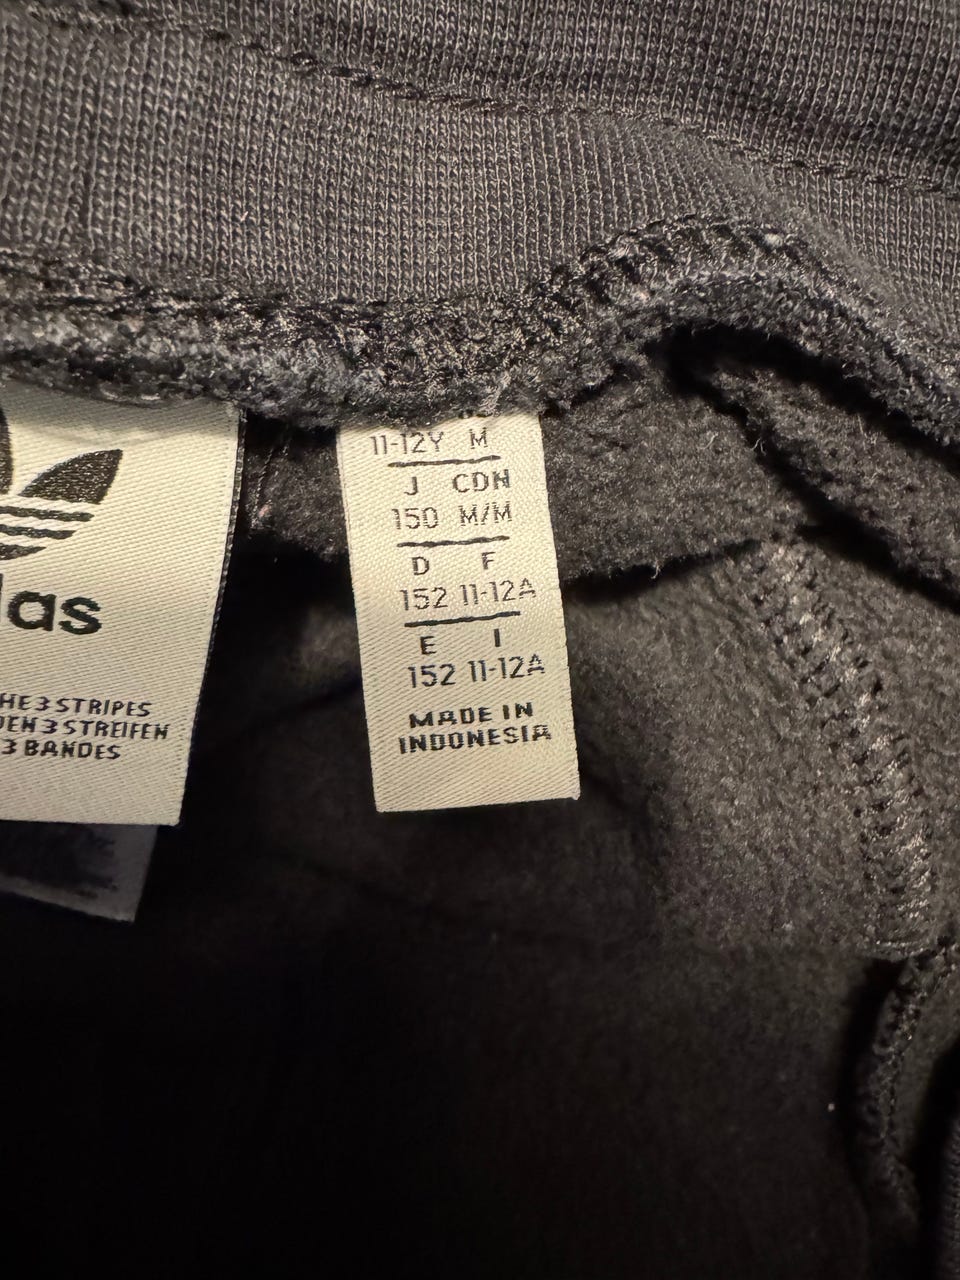 las
HE 3 STRIPES
DEN 3 STREIFEN
3 BANDES
11-12Y M
J CDN
150 M/M
D F
152 11-12A
E I
152 11-12A
MADE IN
INDONESIA